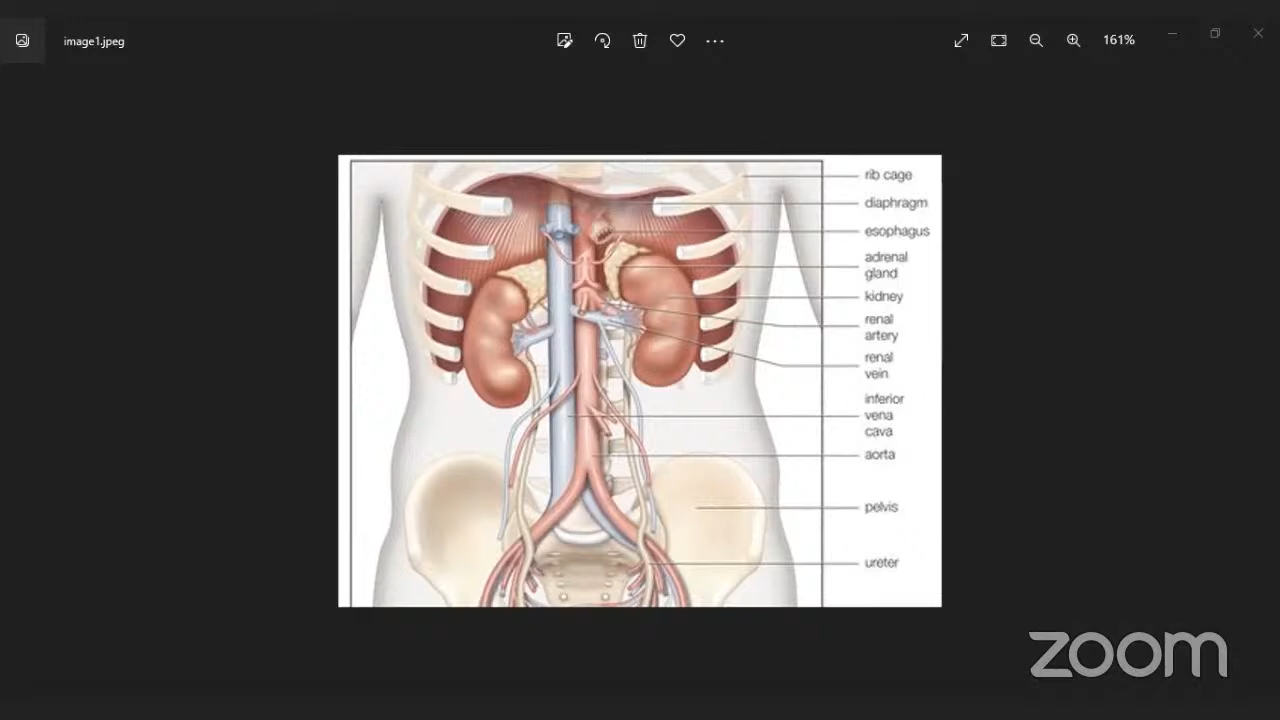 image1.jpeg
161%
rib cage
diaphragm
esophagus
adrenal
gland
kidney
renal
artery
renal
vein
inferior
vena
cava
aorta
pelvis
ureter
zoom